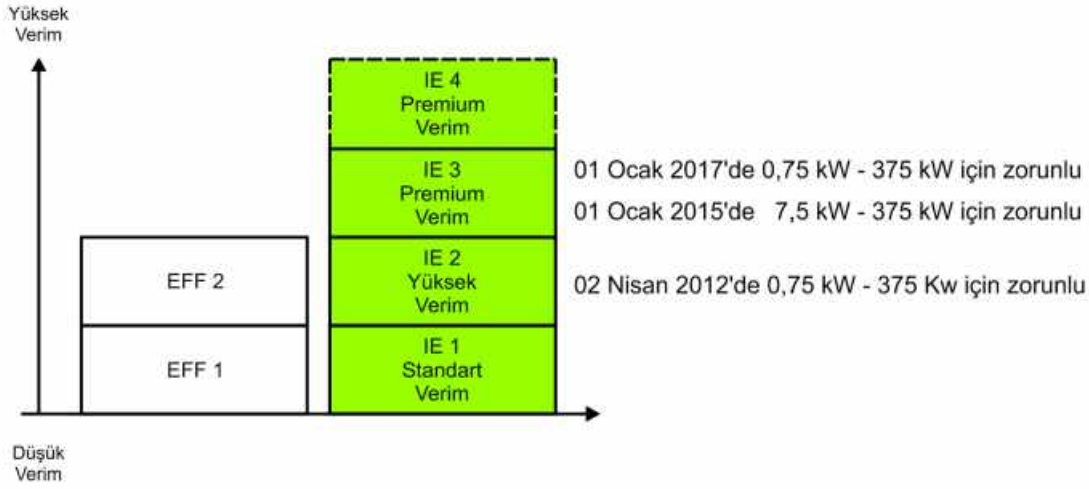 Yüksek
Verim
IE 4
Premium
Verim
IE 3
Premium
Verim
01 Ocak 2017'de 0,75 kW - 375 kW için zorunlu
01 Ocak 2015'de 7,5 kW - 375 kW için zorunlu
EFF 2
IE 2
Yüksek
Verim
02 Nisan 2012'de 0,75 kW - 375 Kw için zorunlu
EFF 1
IE 1
Standart
Verim
Düşük
Verim